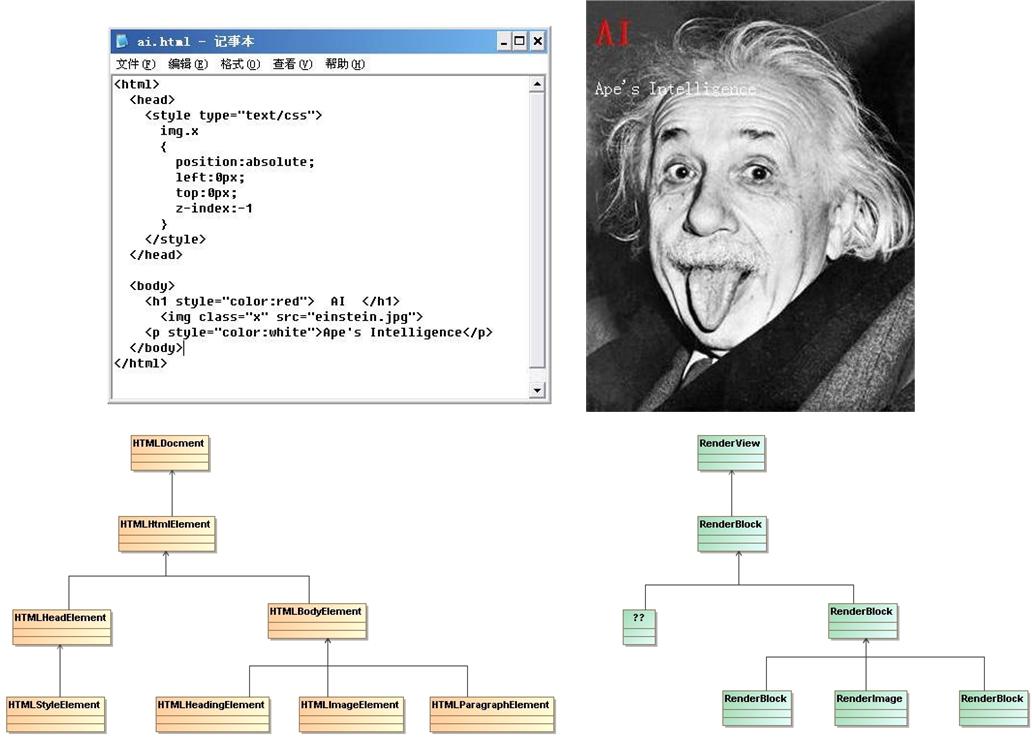 ai.html - 记事本
文件(F) 编辑(E) 格式(O) 查看(V) 帮助(H)
<html>
<head>
<style type="text/css">
img.x
{
position:absolute;
left:0px;
top:0px;
z-index:-1
}
</style>
</head>
<body>
<h1 style="color:red"> AI </h1>
<img class="x" src="einstein.jpg">
<p style="color:white">Ape's Intelligence</p>
</body>
</html>
AI
Ape's Intelligence
HTMLDocment
HTMLHtmlElement
HTMLHeadElement
HTMLBodyElement
HTMLStyleElement
HTMLHeadingElement
HTMLImageElement
HTMLParagraphElement
RenderView
RenderBlock
??
RenderBlock
RenderBlock
RenderImage
RenderBlock